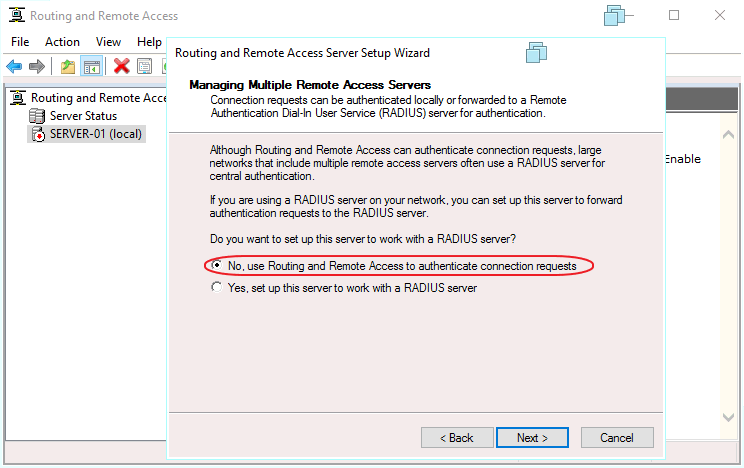 Routing and Remote Access
File Action View Help
Routing and Remote Acce
Server Status
SERVER-01 (local)
Enable
Routing and Remote Access Server Setup Wizard
Managing Multiple Remote Access Servers
Connection requests can be authenticated locally or forwarded to a Remote
Authentication Dial-In User Service (RADIUS) server for authentication.
Although Routing and Remote Access can authenticate connection requests, large
networks that include multiple remote access servers often use a RADIUS server for
central authentication.
If you are using a RADIUS server on your network, you can set up this server to forward
authentication requests to the RADIUS server.
Do you want to set up this server to work with a RADIUS server?
No, use Routing and Remote Access to authenticate connection requests
Yes, set up this server to work with a RADIUS server
< Back Next > Cancel